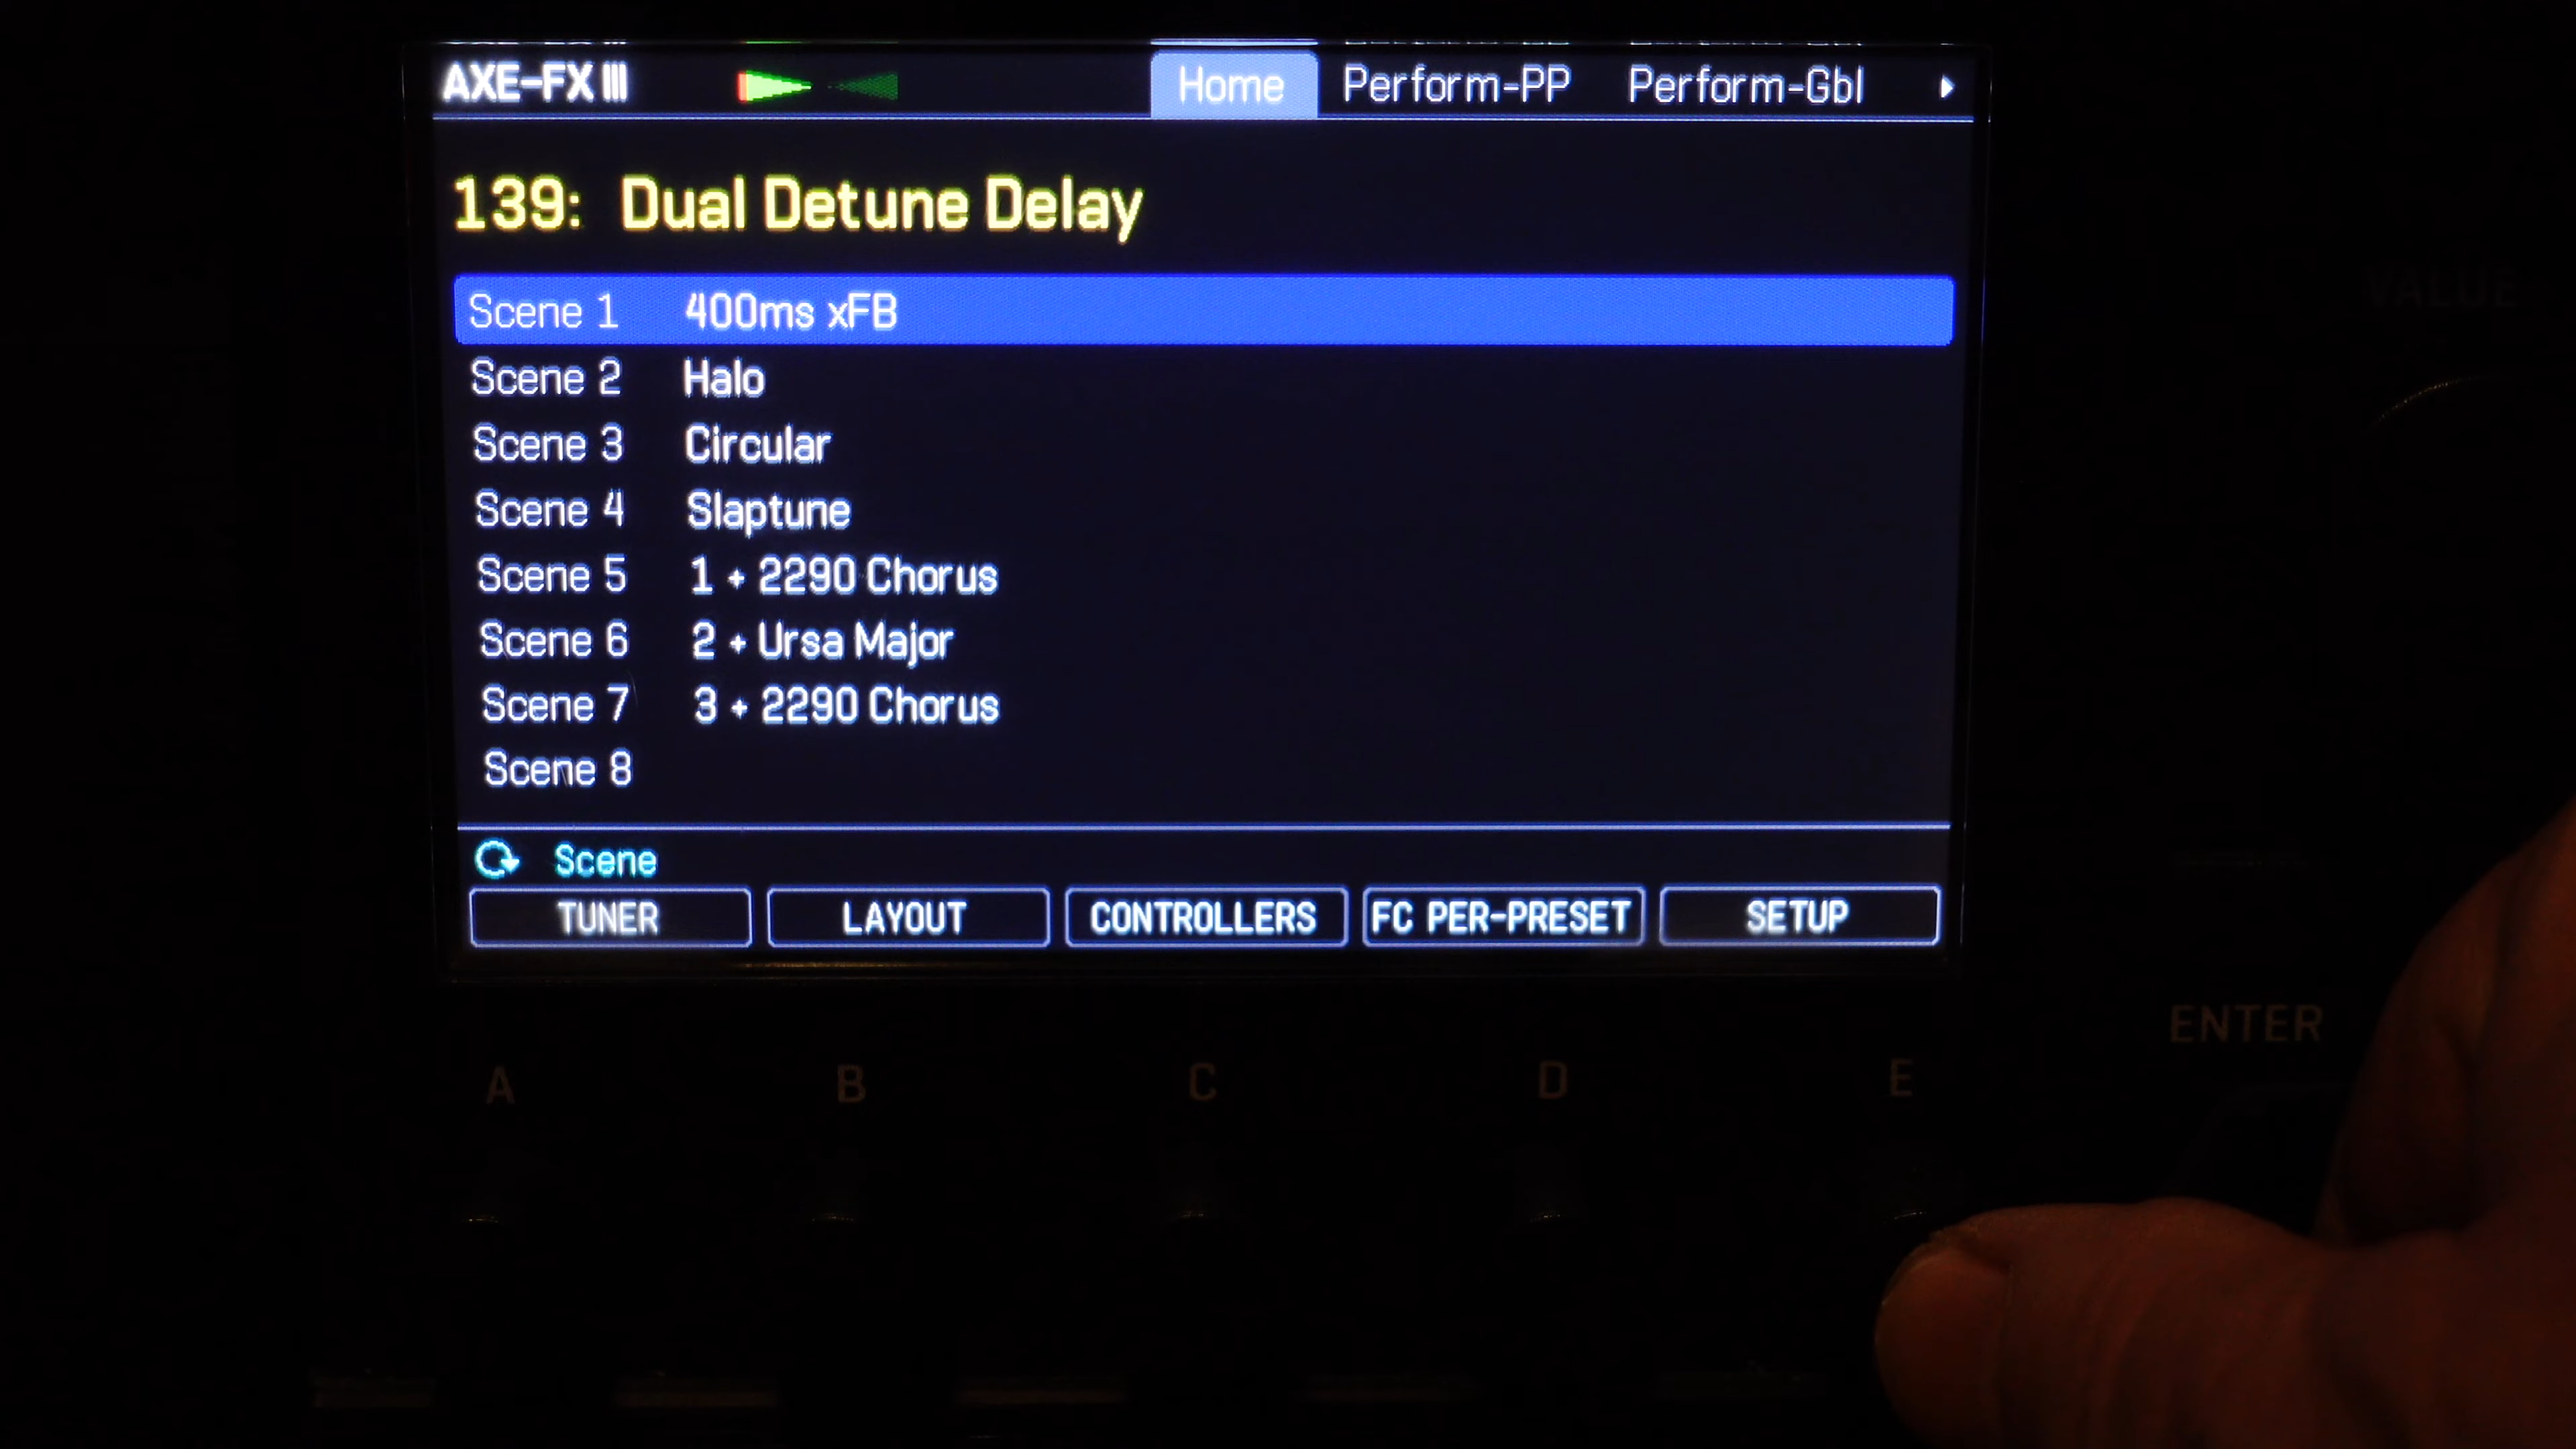 AXE-FX III Home Perform-PP Perform-Gbl
139: Dual Detune Delay
Scene 1 400ms xFB
Scene 2 Halo
Scene 3 Circular
Scene 4 Slaptune
Scene 5 1 + 2290 Chorus
Scene 6 2 + Ursa Major
Scene 7 3 + 2290 Chorus
Scene 8
Scene
TUNER LAYOUT CONTROLLERS FC PER-PRESET SETUP
VALUE
ENTER
A B C D E